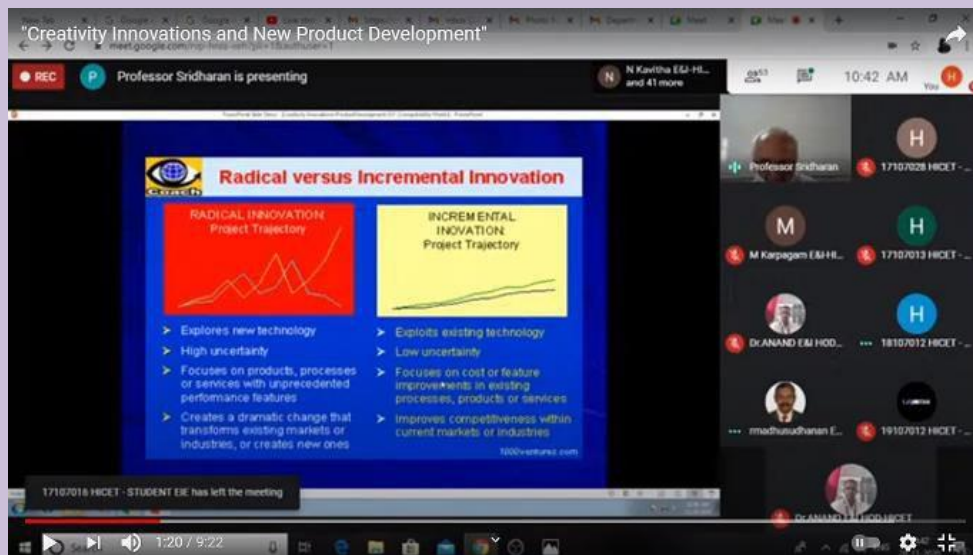 "Creativity Innovations and New Product Development"
REC
P
Professor Sridharan is presenting
N
N Kavitha E&I-HI...
and 41 more
53
10:42 AM
You
H
Coach
Radical versus Incremental Innovation
RADICAL INNOVATION:
Project Trajectory
Explores new technology
High uncertainty
Focuses on products, processes
or services with unprecedented
performance features
Creates a dramatic change that
transforms existing markets or
industries, or creates new ones
INCREMENTAL
INOVATION:
Project Trajectory
Exploits existing technology
Low uncertainty
Focuses on cost or feature
improvements in existing
processes, products or services
Improves competitiveness within
current markets or industries
1000ventures.com
Professor Sridharan
H
17107028 HICET - ...
M
M Karpagam E&I-HI...
H
17107013 HICET - ...
Dr.ANAND E&I HOD...
H
18107012 HICET - ...
rmadhusudhanan E...
19107012 HICET - ...
Dr.ANAND E&I HOD-HICET
17107016 HICET - STUDENT EIE has left the meeting
1:20 / 9:22